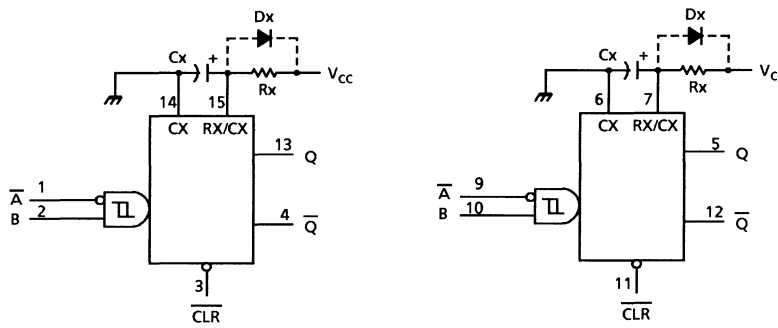 Dx
Cx + Rx VCC
14 15
CX RX/CX
13 Q
A 1
B 2
4 Q
3
CLR
Dx
Cx + Rx VC
6 7
CX RX/CX
5 Q
A 9
B 10
12 Q
11
CLR